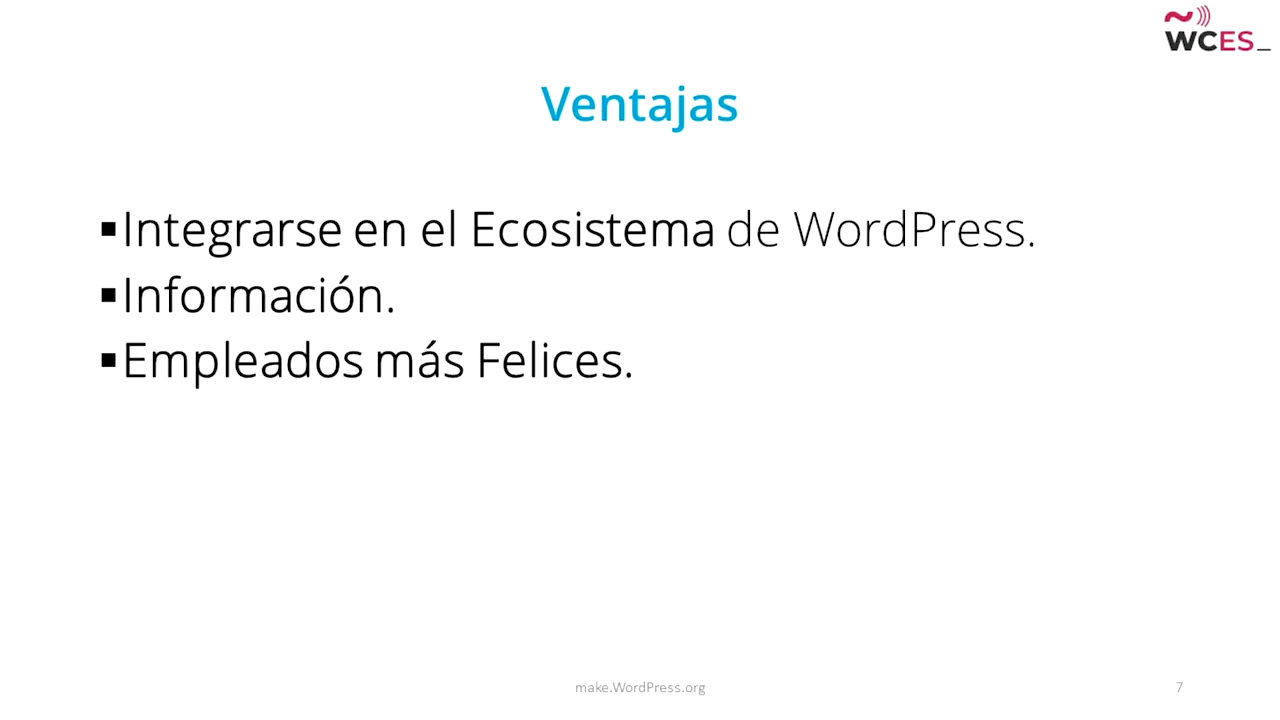 WCES_
Ventajas
▪Integrarse en el Ecosistema de WordPress.
▪Información.
▪Empleados más Felices.
make.WordPress.org
7